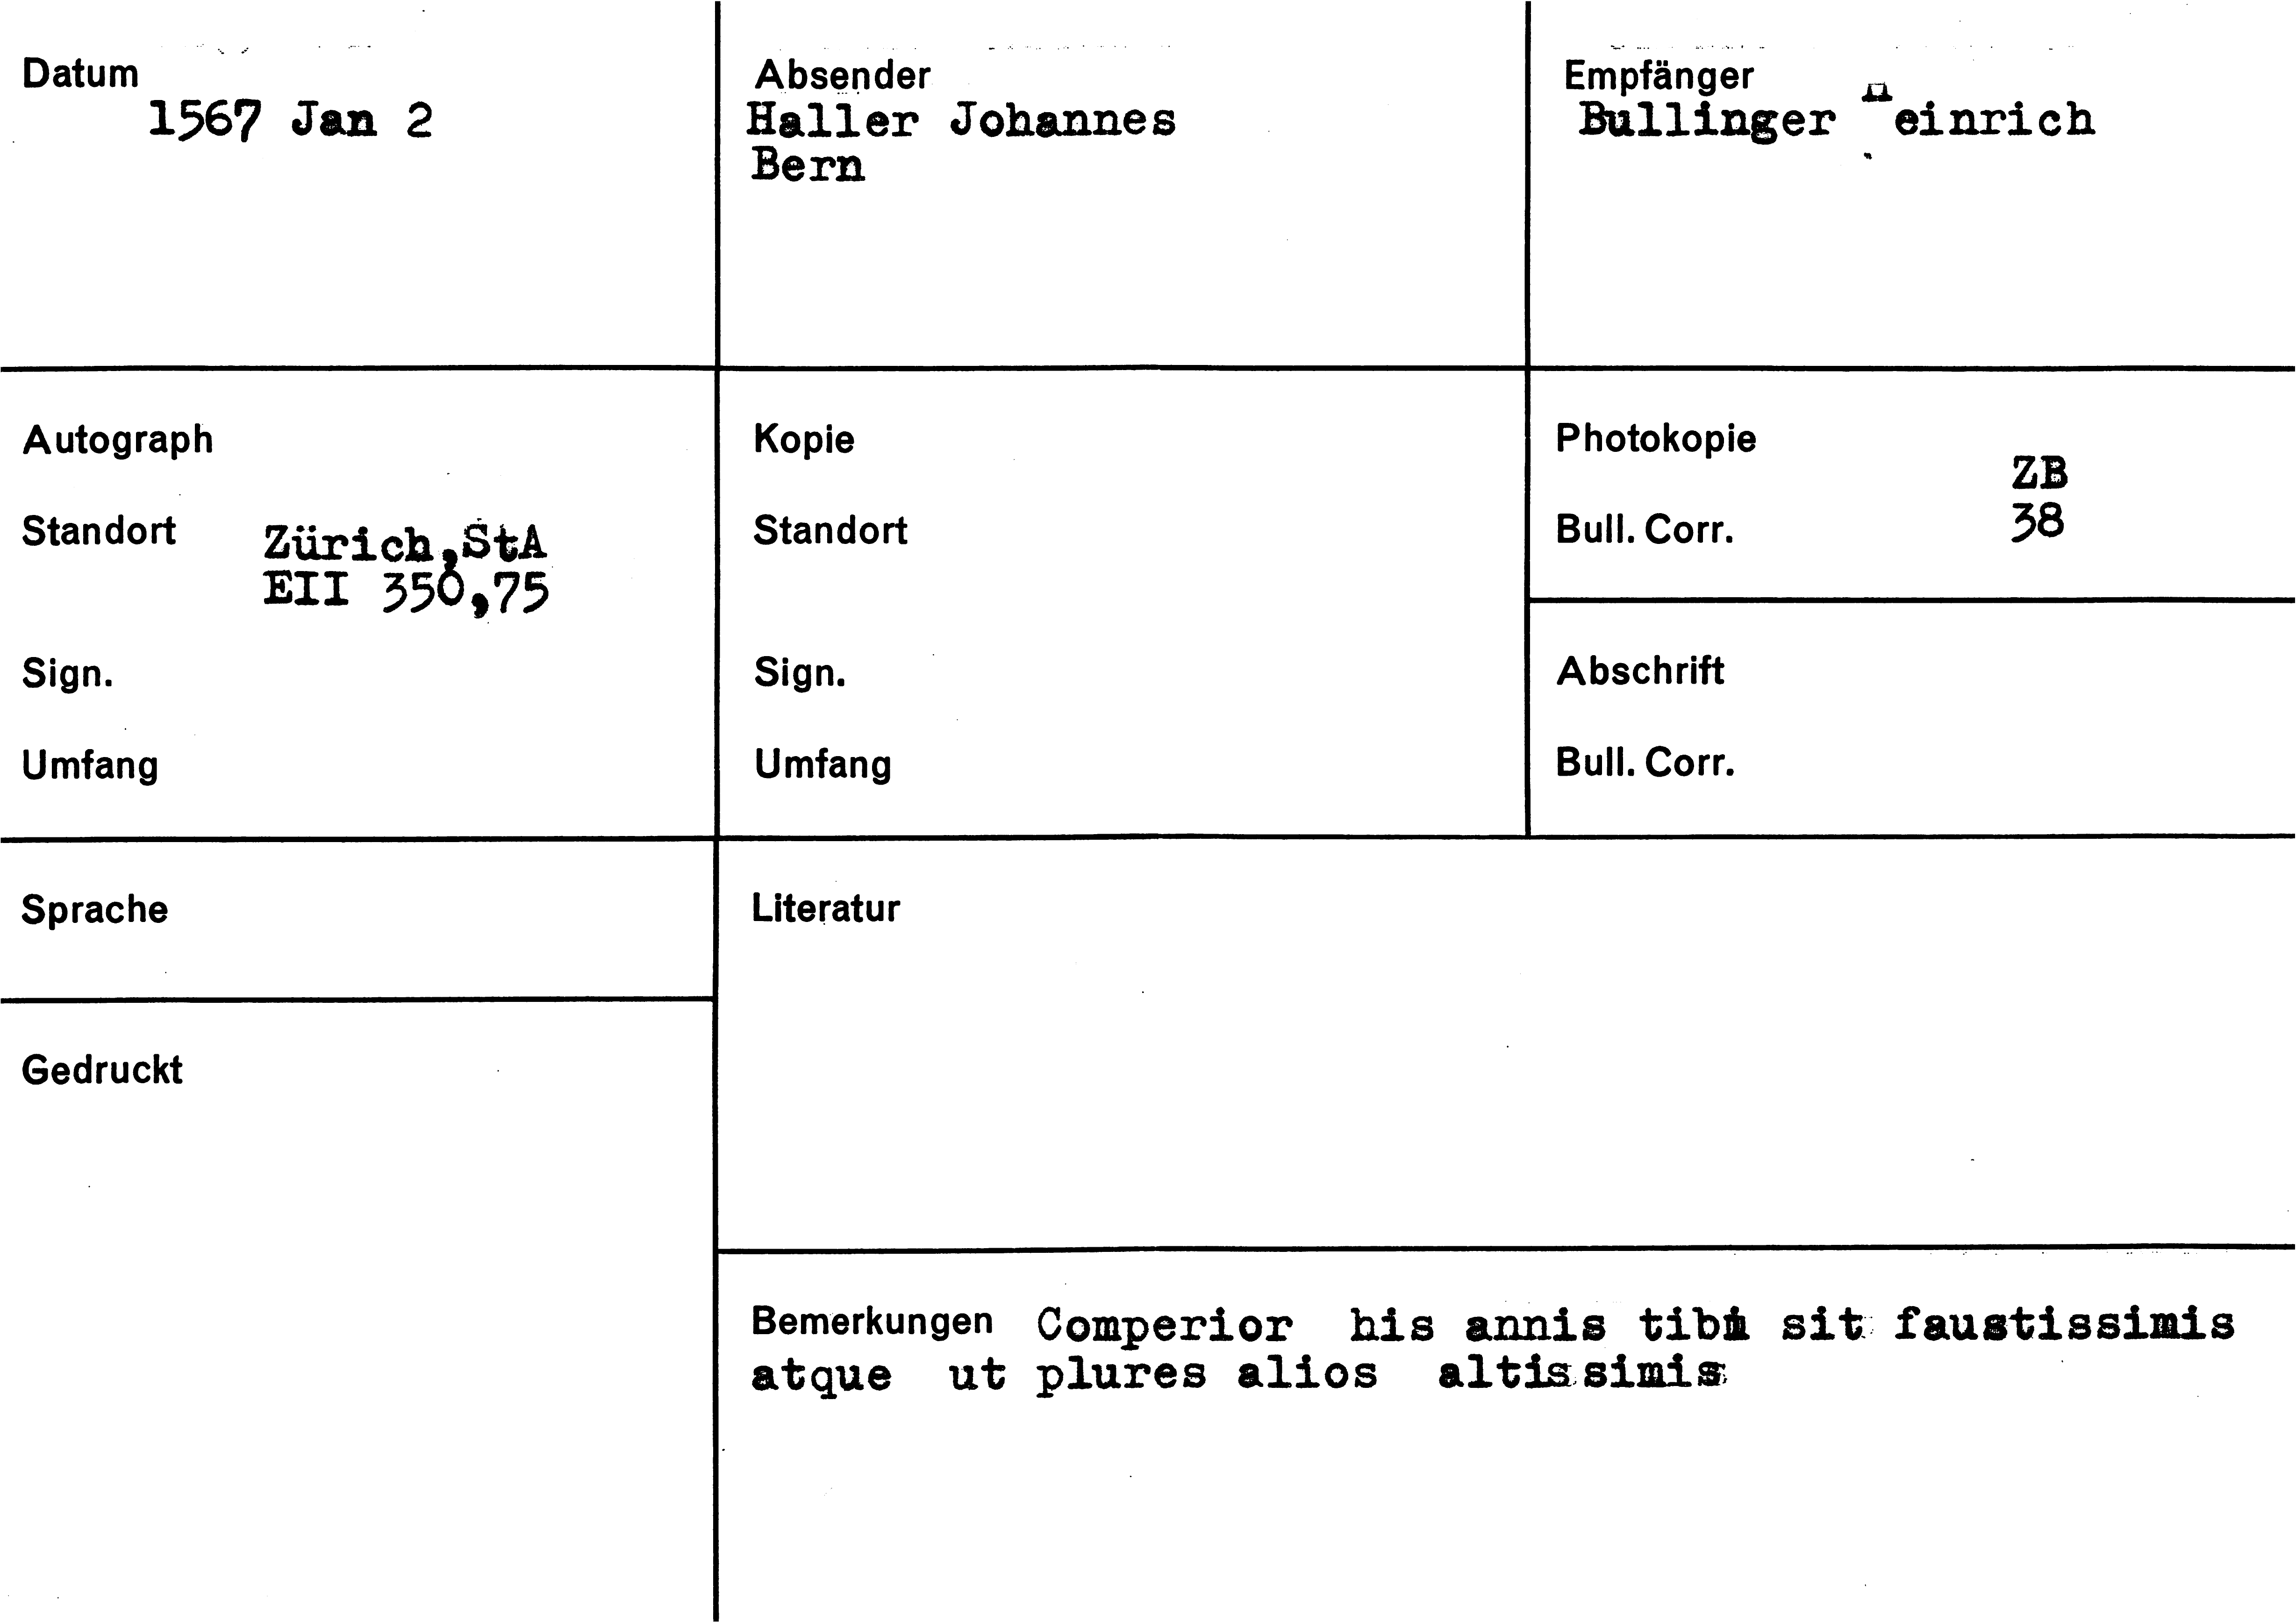 Datum
1567 Jan 2
Absender
Haller Johannes
Bern
Empfänger
Bullinger Heinrich
Autograph
Standort Zürich,StA
EII 350,75
Sign.
Umfang
Kopie
Standort
Sign.
Umfang
Photokopie
ZB
Bull. Corr. 38
Abschrift
Bull. Corr.
Sprache
Literatur
Gedruckt
Bemerkungen Comperior his annis tibi sit faustissimis
atque ut plures alios altissimis